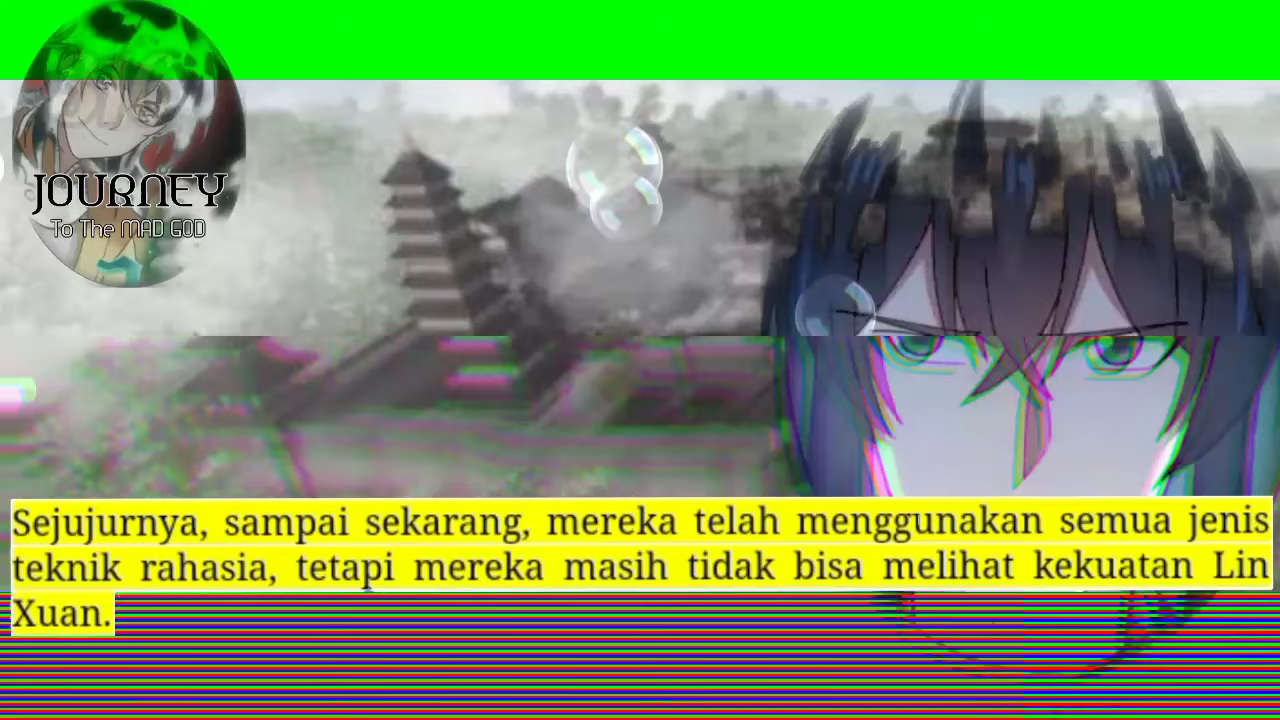 JOURNEY
To The MAD GOD
Sejujurnya, sampai sekarang, mereka telah menggunakan semua jenis
teknik rahasia, tetapi mereka masih tidak bisa melihat kekuatan Lin
Xuan.